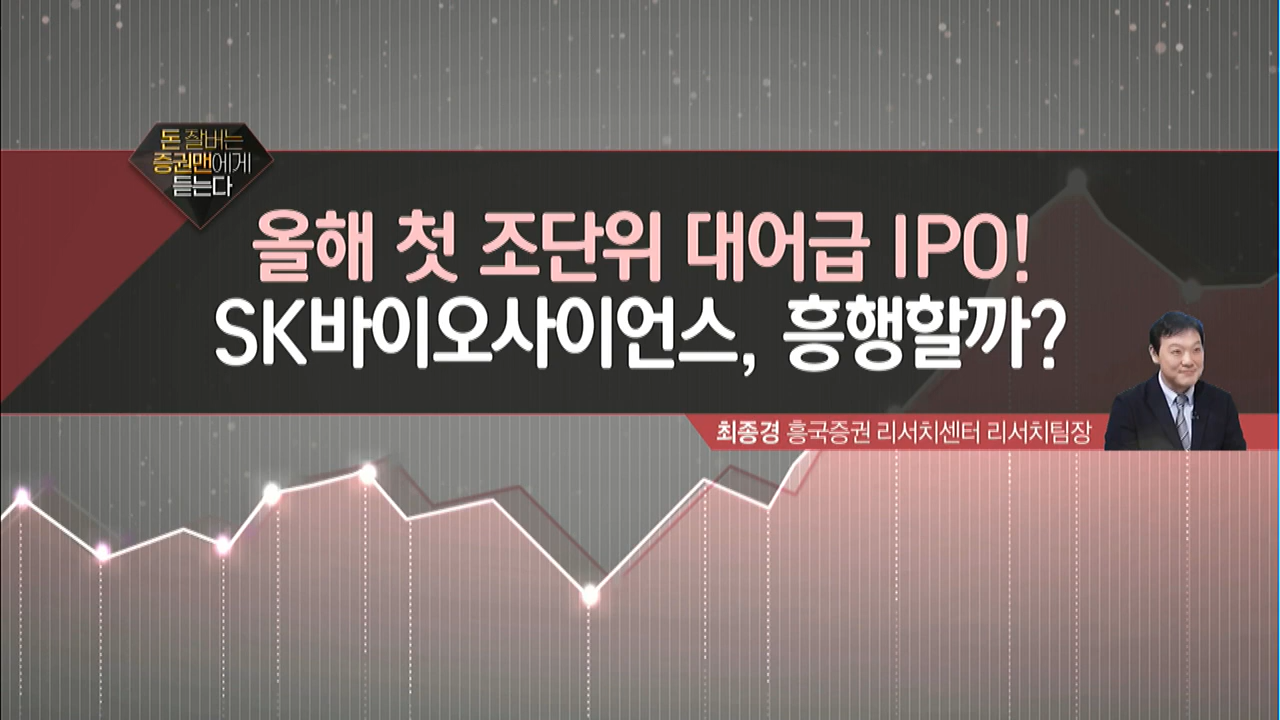 돈 잘버는
증권맨에게
듣는다
올해 첫 조단위 대어급 IPO!
SK바이오사이언스, 흥행할까?
최종경 흥국증권 리서치센터 리서치팀장